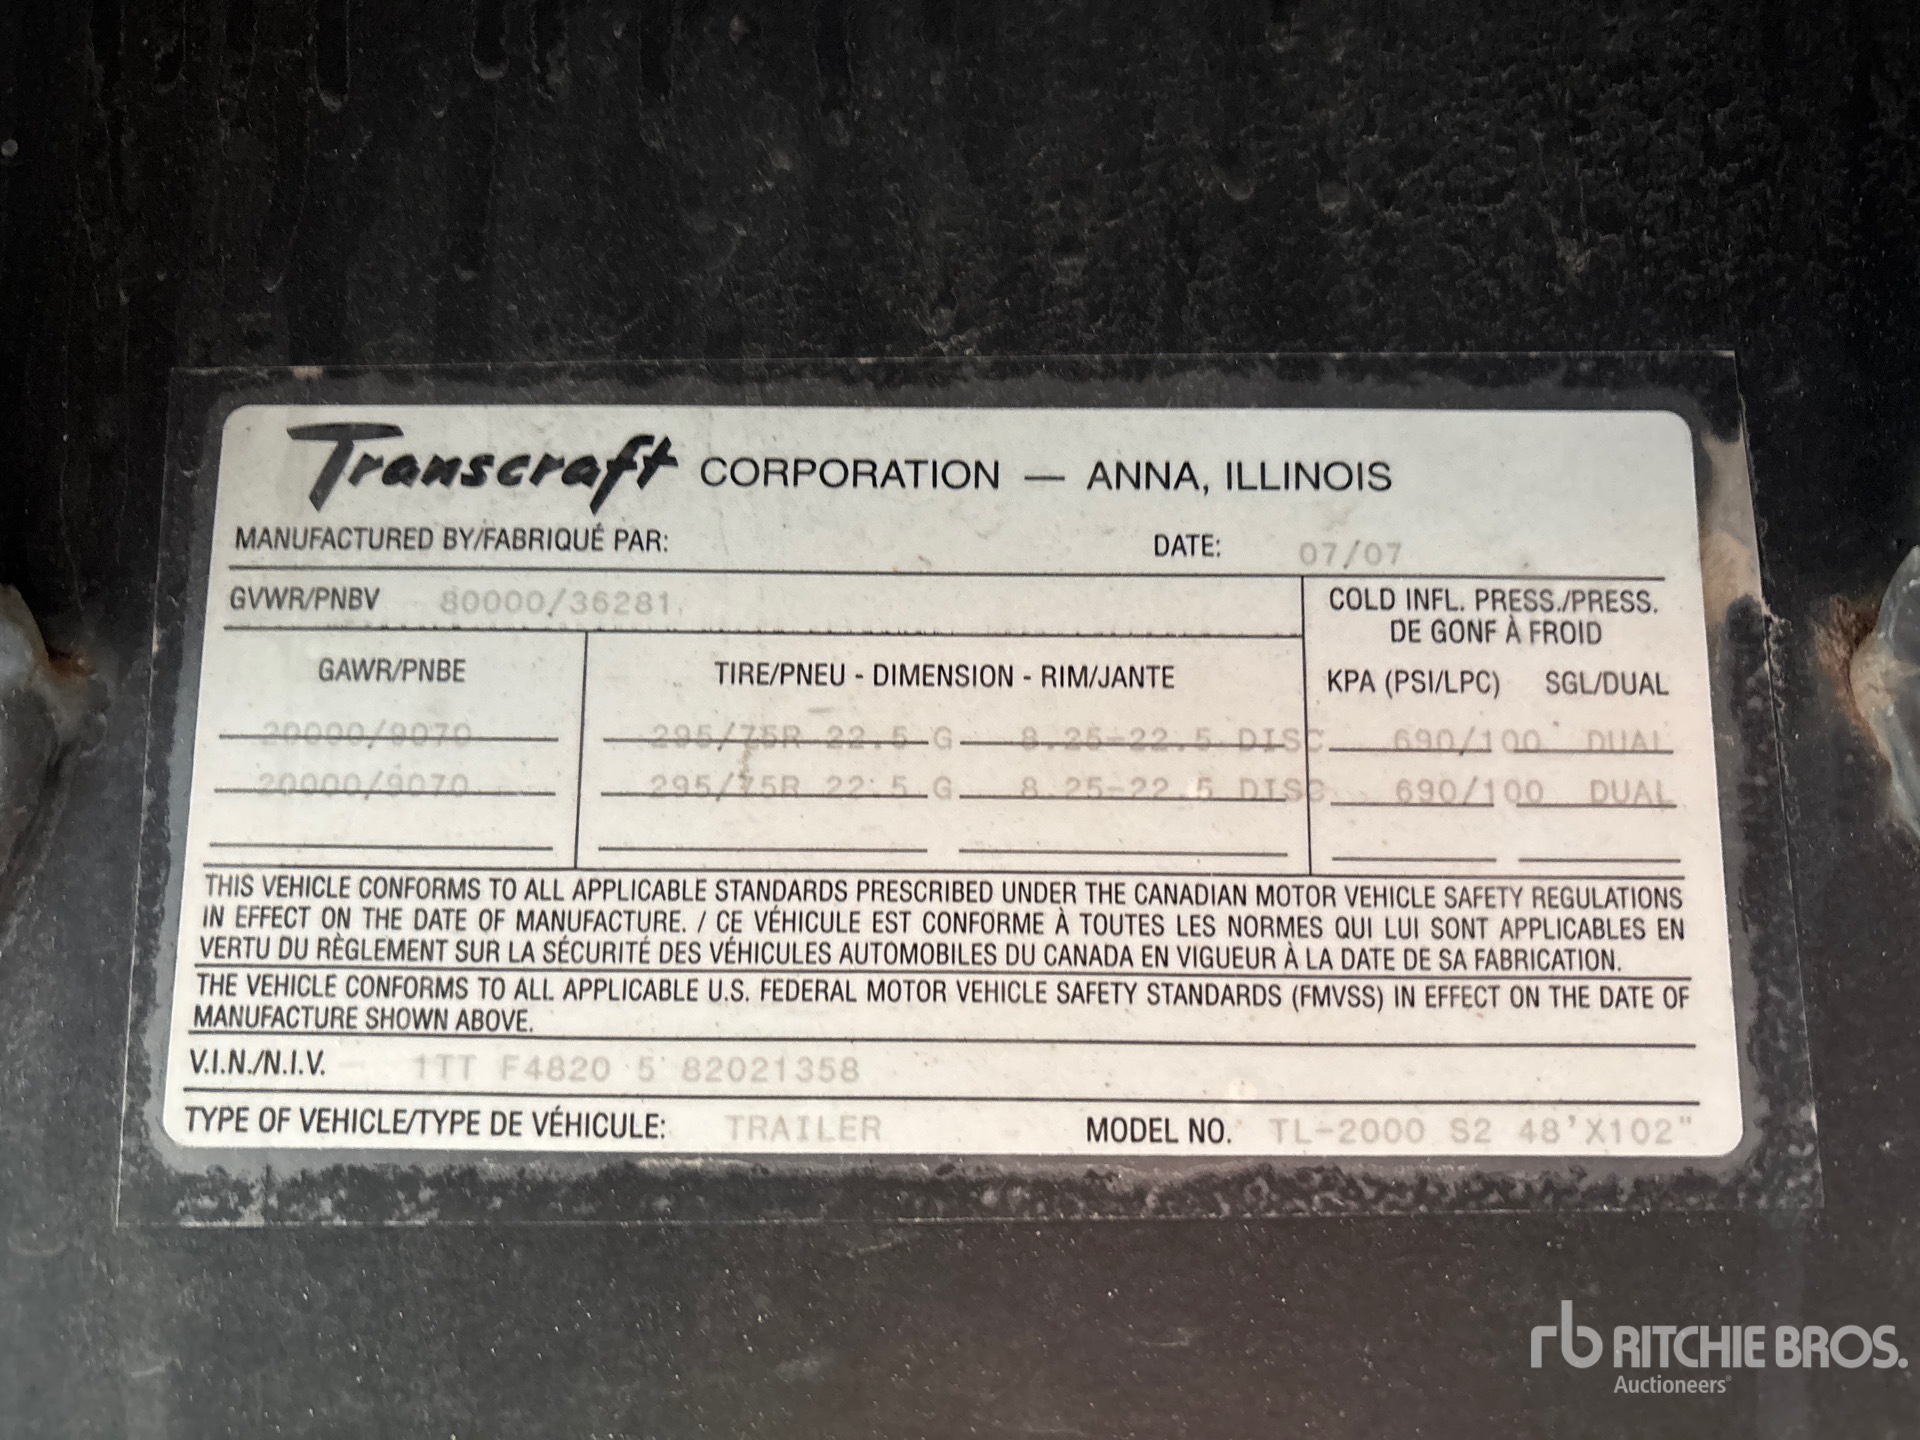 Transcraft CORPORATION — ANNA, ILLINOIS
MANUFACTURED BY/FABRIQUÉ PAR: DATE: 07/07
GVWR/PNBV 80000/36281
COLD INFL. PRESS./PRESS.
DE GONF À FROID
GAWR/PNBE TIRE/PNEU - DIMENSION - RIM/JANTE KPA (PSI/LPC) SGL/DUAL
20000/9070 295/75R 22.5 G 8.25-22.5 DISC 690/100 DUAL
20000/9070 295/75R 22.5 G 8.25-22.5 DISC 690/100 DUAL
THIS VEHICLE CONFORMS TO ALL APPLICABLE STANDARDS PRESCRIBED UNDER THE CANADIAN MOTOR VEHICLE SAFETY REGULATIONS
IN EFFECT ON THE DATE OF MANUFACTURE. / CE VÉHICULE EST CONFORME À TOUTES LES NORMES QUI LUI SONT APPLICABLES EN
VERTU DU RÈGLEMENT SUR LA SÉCURITÉ DES VÉHICULES AUTOMOBILES DU CANADA EN VIGUEUR À LA DATE DE SA FABRICATION.
THE VEHICLE CONFORMS TO ALL APPLICABLE U.S. FEDERAL MOTOR VEHICLE SAFETY STANDARDS (FMVSS) IN EFFECT ON THE DATE OF
MANUFACTURE SHOWN ABOVE.
V.I.N./N.I.V. 1TT F4820 5 82021358
TYPE OF VEHICLE/TYPE DE VÉHICULE: TRAILER MODEL NO. TL-2000 S2 48'X102"
rb RITCHIE BROS.
Auctioneers